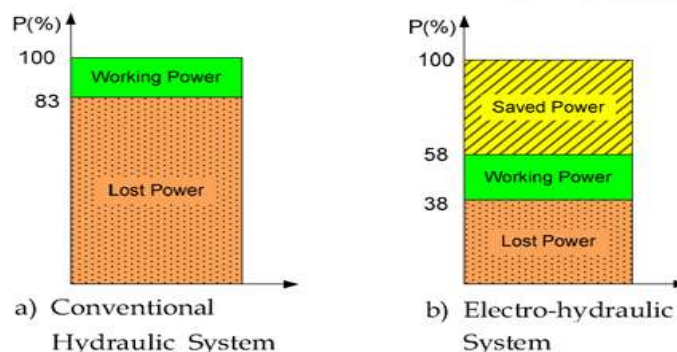 P(%)
100
Working Power
83
Lost Power
a) Conventional
Hydraulic System
P(%)
100
Saved Power
58
Working Power
38
Lost Power
b) Electro-hydraulic
System